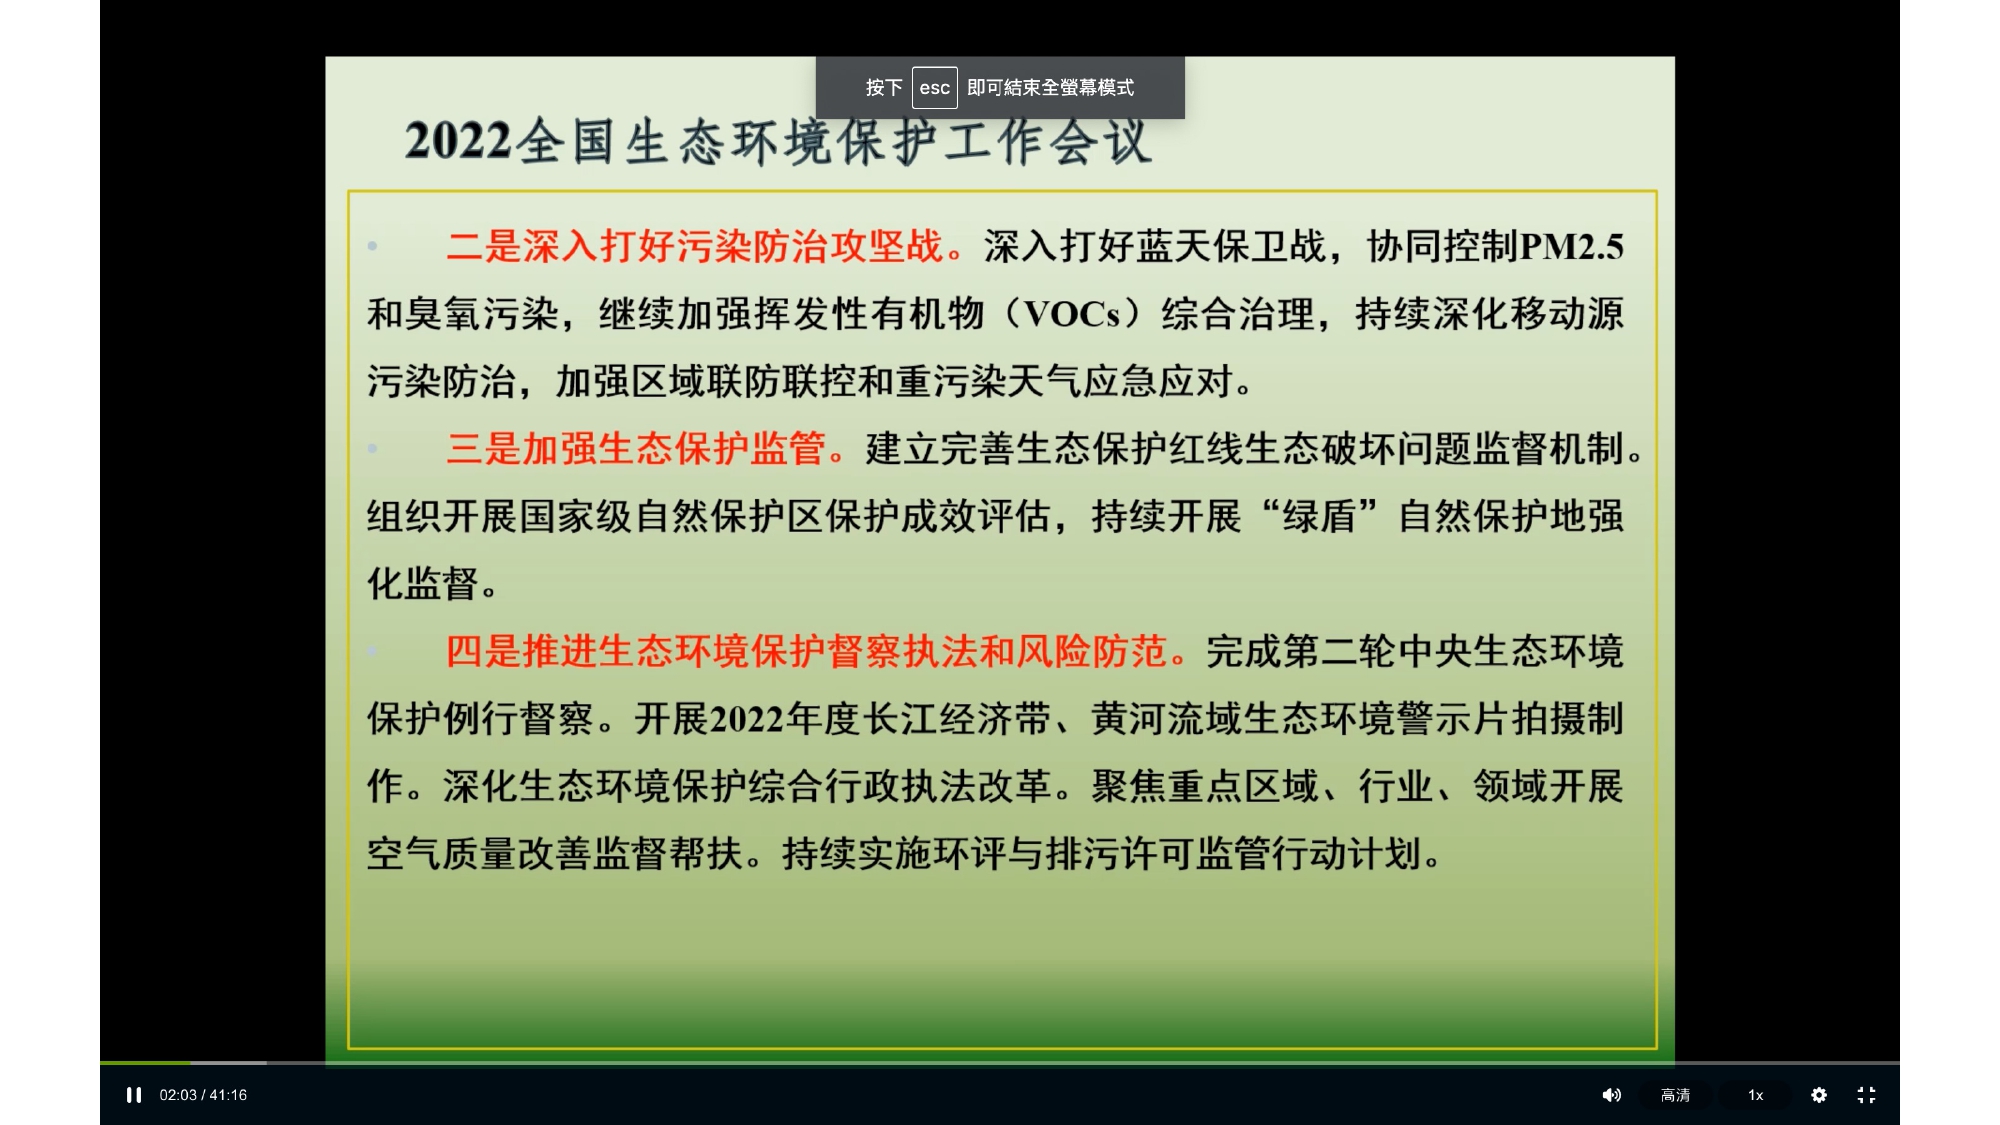 按下 esc 即可結束全螢幕模式
2022全国生态环境保护工作会议
• 二是深入打好污染防治攻坚战。深入打好蓝天保卫战，协同控制PM2.5
和臭氧污染，继续加强挥发性有机物（VOCs）综合治理，持续深化移动源
污染防治，加强区域联防联控和重污染天气应急应对。
• 三是加强生态保护监管。建立完善生态保护红线生态破坏问题监督机制。
组织开展国家级自然保护区保护成效评估，持续开展“绿盾”自然保护地强
化监督。
• 四是推进生态环境保护督察执法和风险防范。完成第二轮中央生态环境
保护例行督察。开展2022年度长江经济带、黄河流域生态环境警示片拍摄制
作。深化生态环境保护综合行政执法改革。聚焦重点区域、行业、领域开展
空气质量改善监督帮扶。持续实施环评与排污许可监管行动计划。
02:03 / 41:16 高清 1x